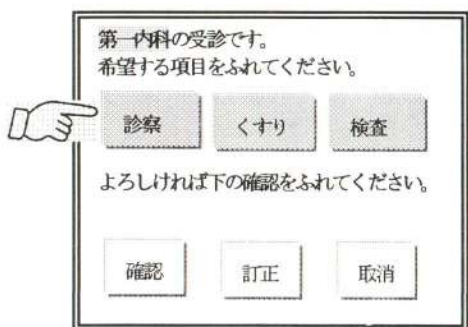 第一内科の受診です。
希望する項目をふれてください。
診察 くすり 検査
よろしければ下の確認をふれてください。
確認 訂正 取消